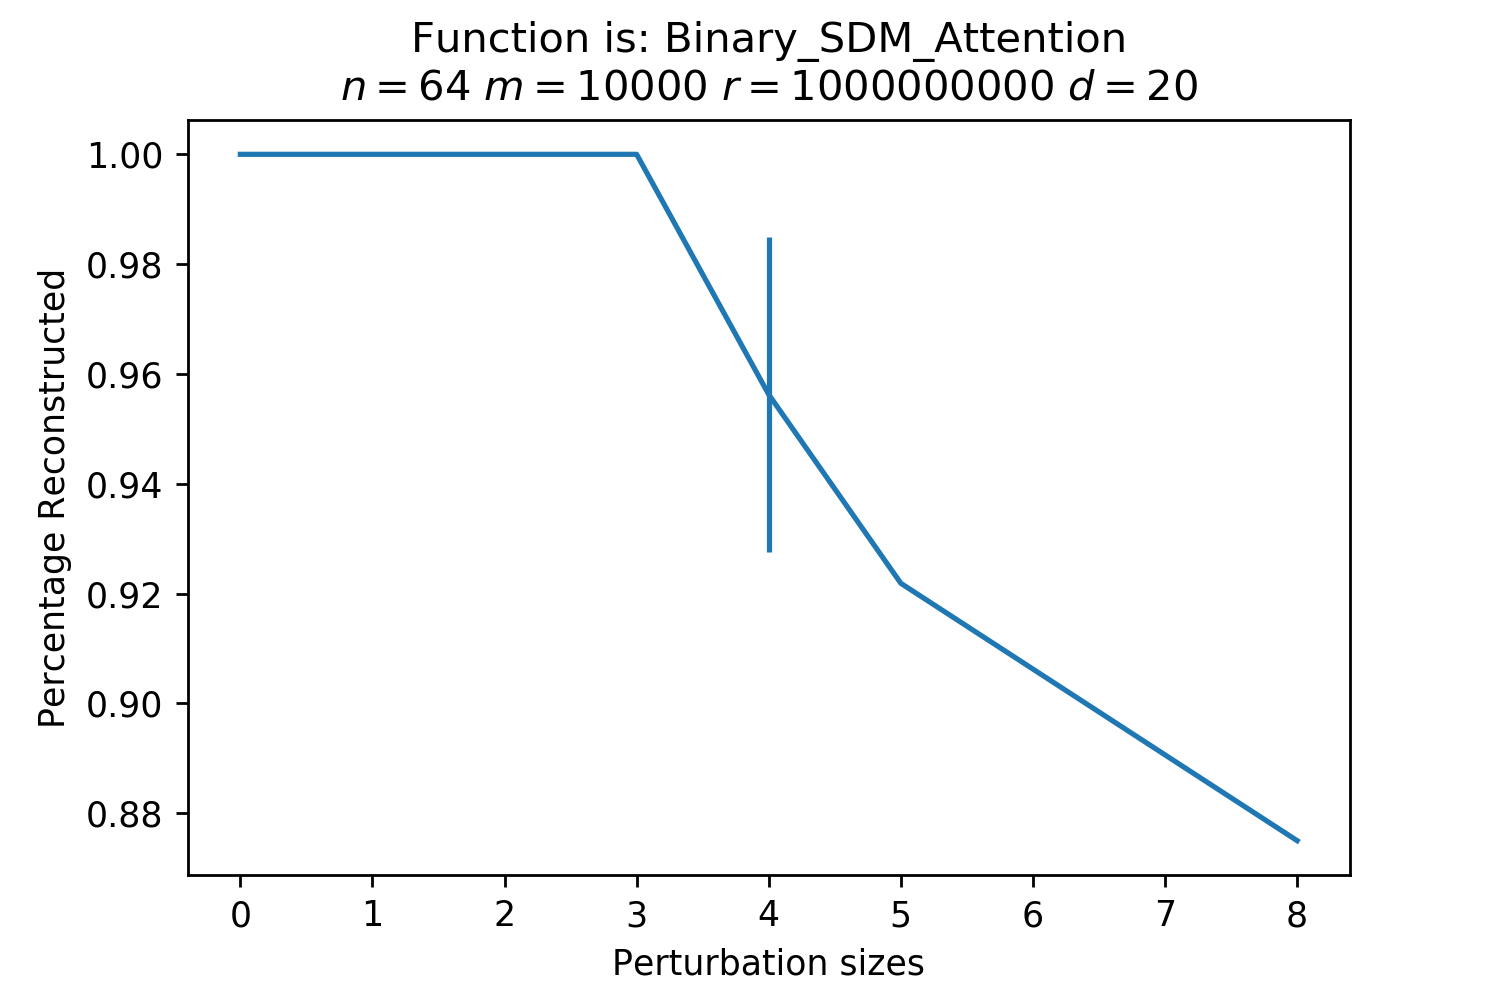 Function is: Binary_SDM_Attention
n = 64 m = 10000 r = 1000000000 d = 20
1.00
0.98
0.96
0.94
0.92
0.90
0.88
Percentage Reconstructed
0 1 2 3 4 5 6 7 8
Perturbation sizes